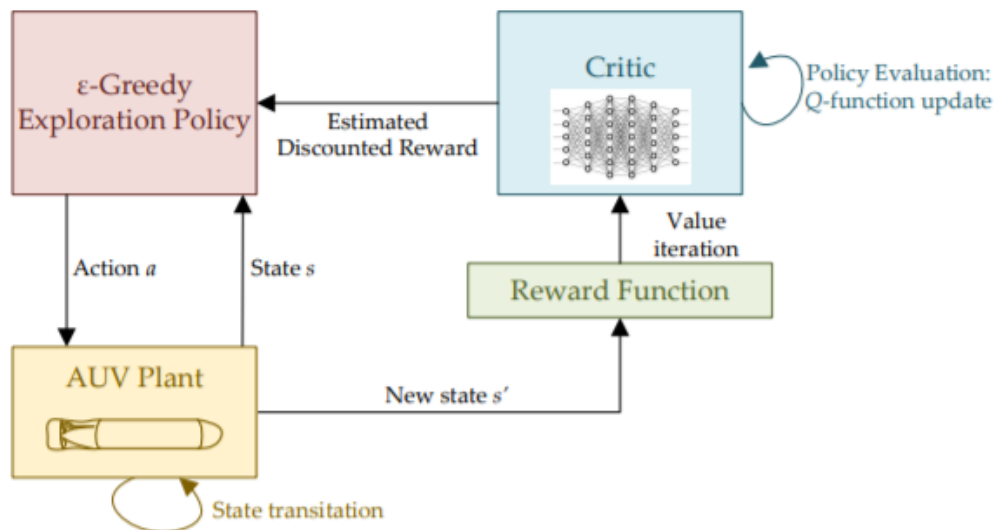 ε-Greedy
Exploration Policy
Critic
Policy Evaluation:
Q-function update
Estimated
Discounted Reward
Value
iteration
Action a
State s
Reward Function
AUV Plant
New state s’
State transitation